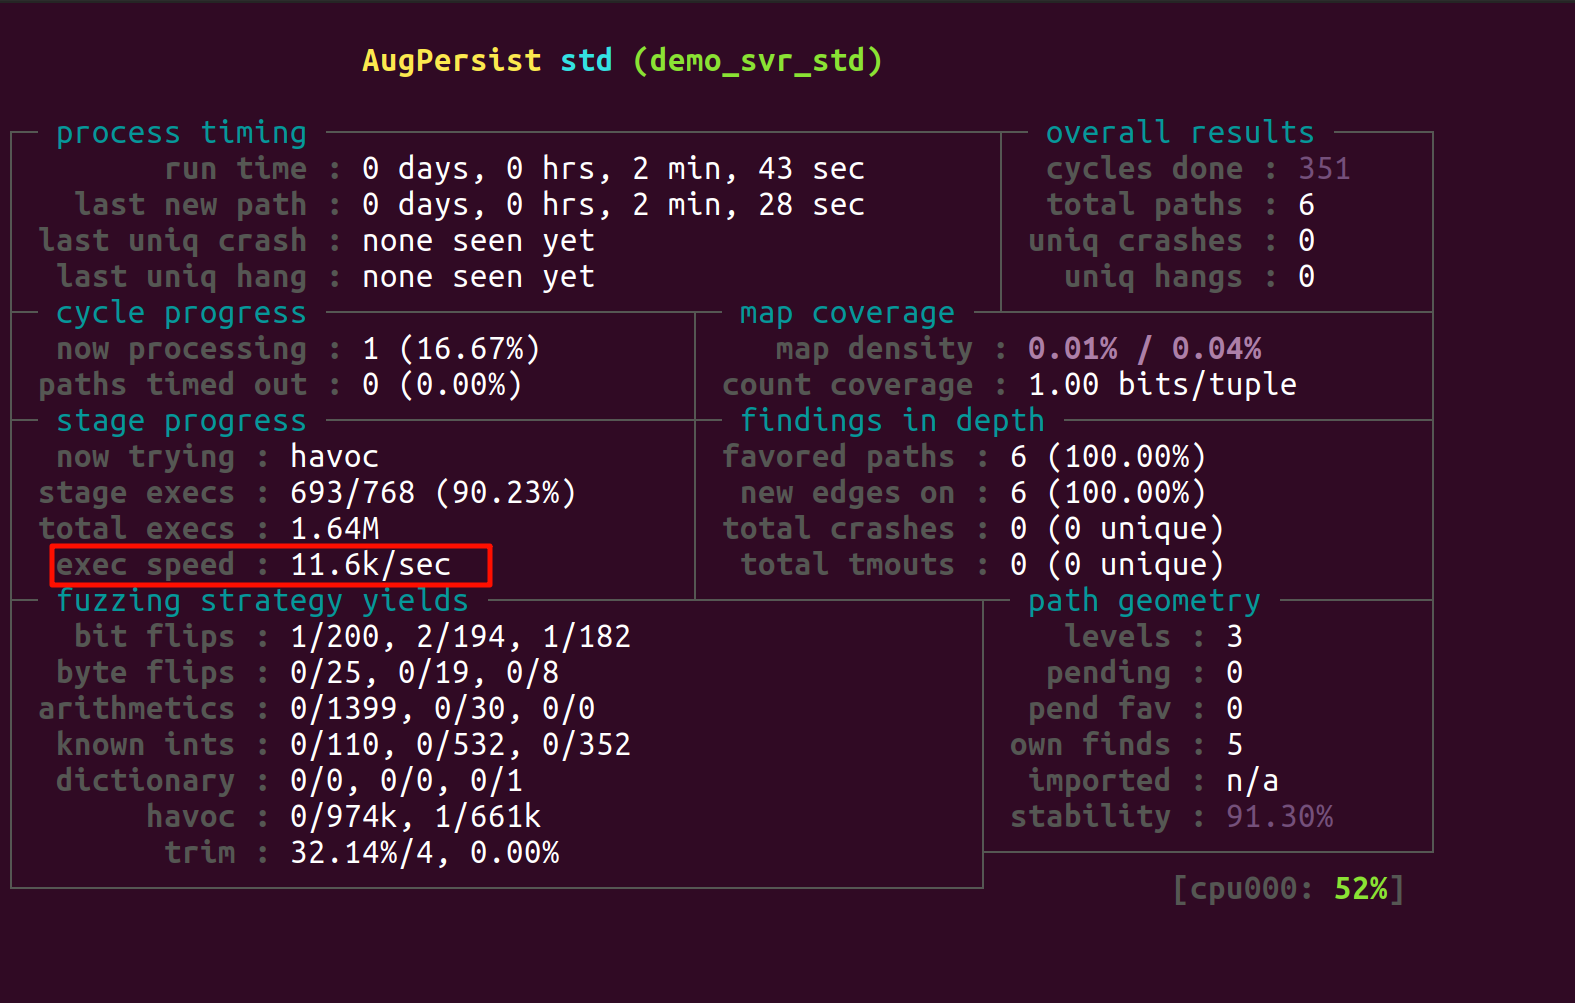 AugPersist std (demo_svr_std)
process timing
run time : 0 days, 0 hrs, 2 min, 43 sec
last new path : 0 days, 0 hrs, 2 min, 28 sec
last uniq crash : none seen yet
last uniq hang : none seen yet
overall results
cycles done : 351
total paths : 6
uniq crashes : 0
uniq hangs : 0
cycle progress
now processing : 1 (16.67%)
paths timed out : 0 (0.00%)
map coverage
map density : 0.01% / 0.04%
count coverage : 1.00 bits/tuple
stage progress
now trying : havoc
stage execs : 693/768 (90.23%)
total execs : 1.64M
exec speed : 11.6k/sec
findings in depth
favored paths : 6 (100.00%)
new edges on : 6 (100.00%)
total crashes : 0 (0 unique)
total tmouts : 0 (0 unique)
fuzzing strategy yields
bit flips : 1/200, 2/194, 1/182
byte flips : 0/25, 0/19, 0/8
arithmetics : 0/1399, 0/30, 0/0
known ints : 0/110, 0/532, 0/352
dictionary : 0/0, 0/0, 0/1
havoc : 0/974k, 1/661k
trim : 32.14%/4, 0.00%
path geometry
levels : 3
pending : 0
pend fav : 0
own finds : 5
imported : n/a
stability : 91.30%
[cpu000: 52%]